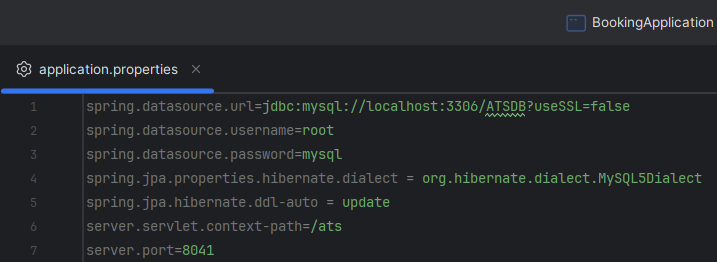 BookingApplication
application.properties
1 spring.datasource.url=jdbc:mysql://localhost:3306/ATSDB?useSSL=false
2 spring.datasource.username=root
3 spring.datasource.password=mysql
4 spring.jpa.properties.hibernate.dialect = org.hibernate.dialect.MySQL5Dialect
5 spring.jpa.hibernate.ddl-auto = update
6 server.servlet.context-path=/ats
7 server.port=8041